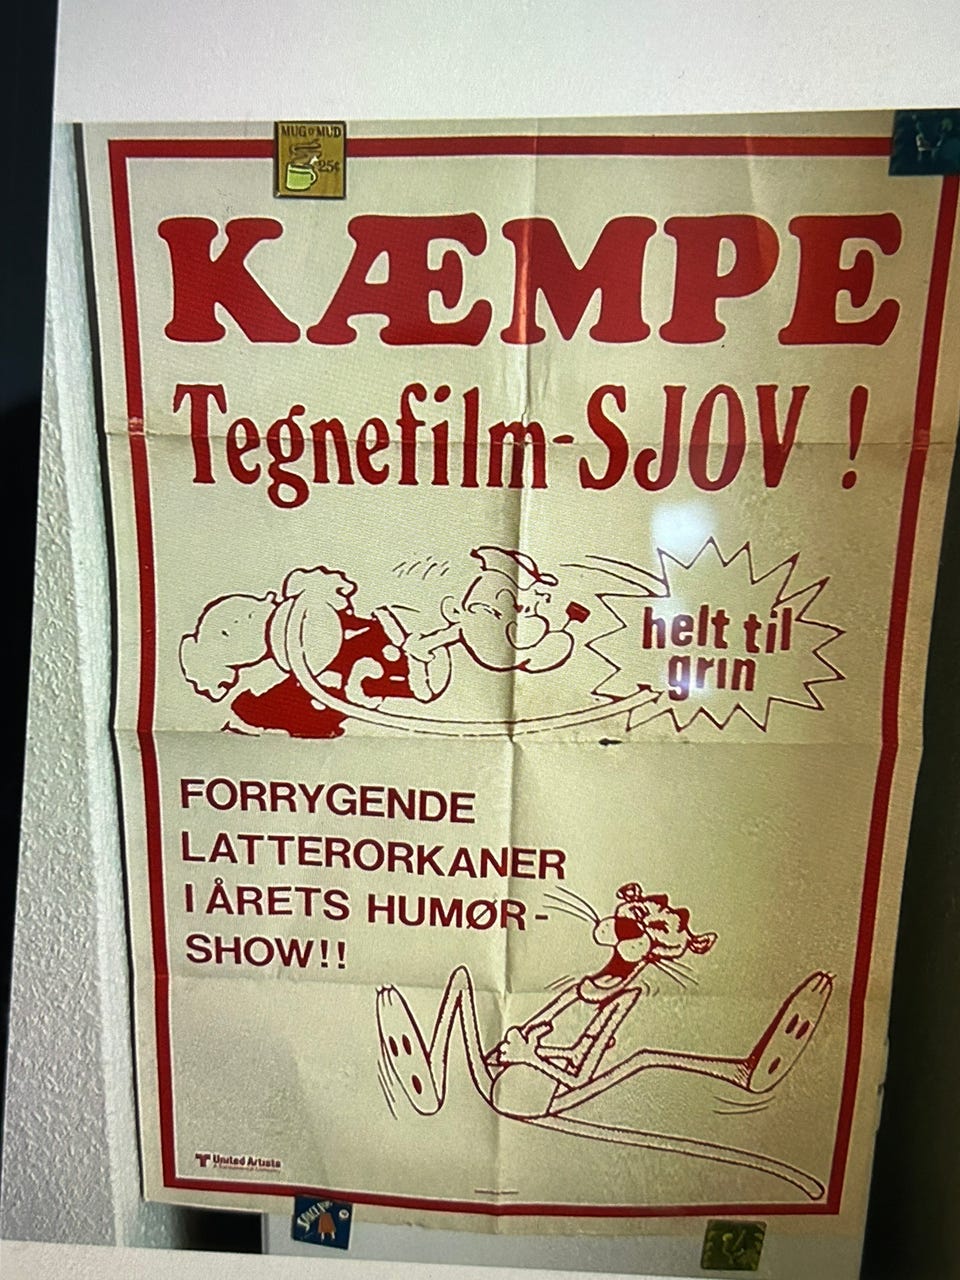 MUG O' MUD
25¢
KÆMPE
Tegnefilm-SJOV !
helt til
grin
FORRYGENDE
LATTERORKANER
I ÅRETS HUMØR-
SHOW!!
United Artists